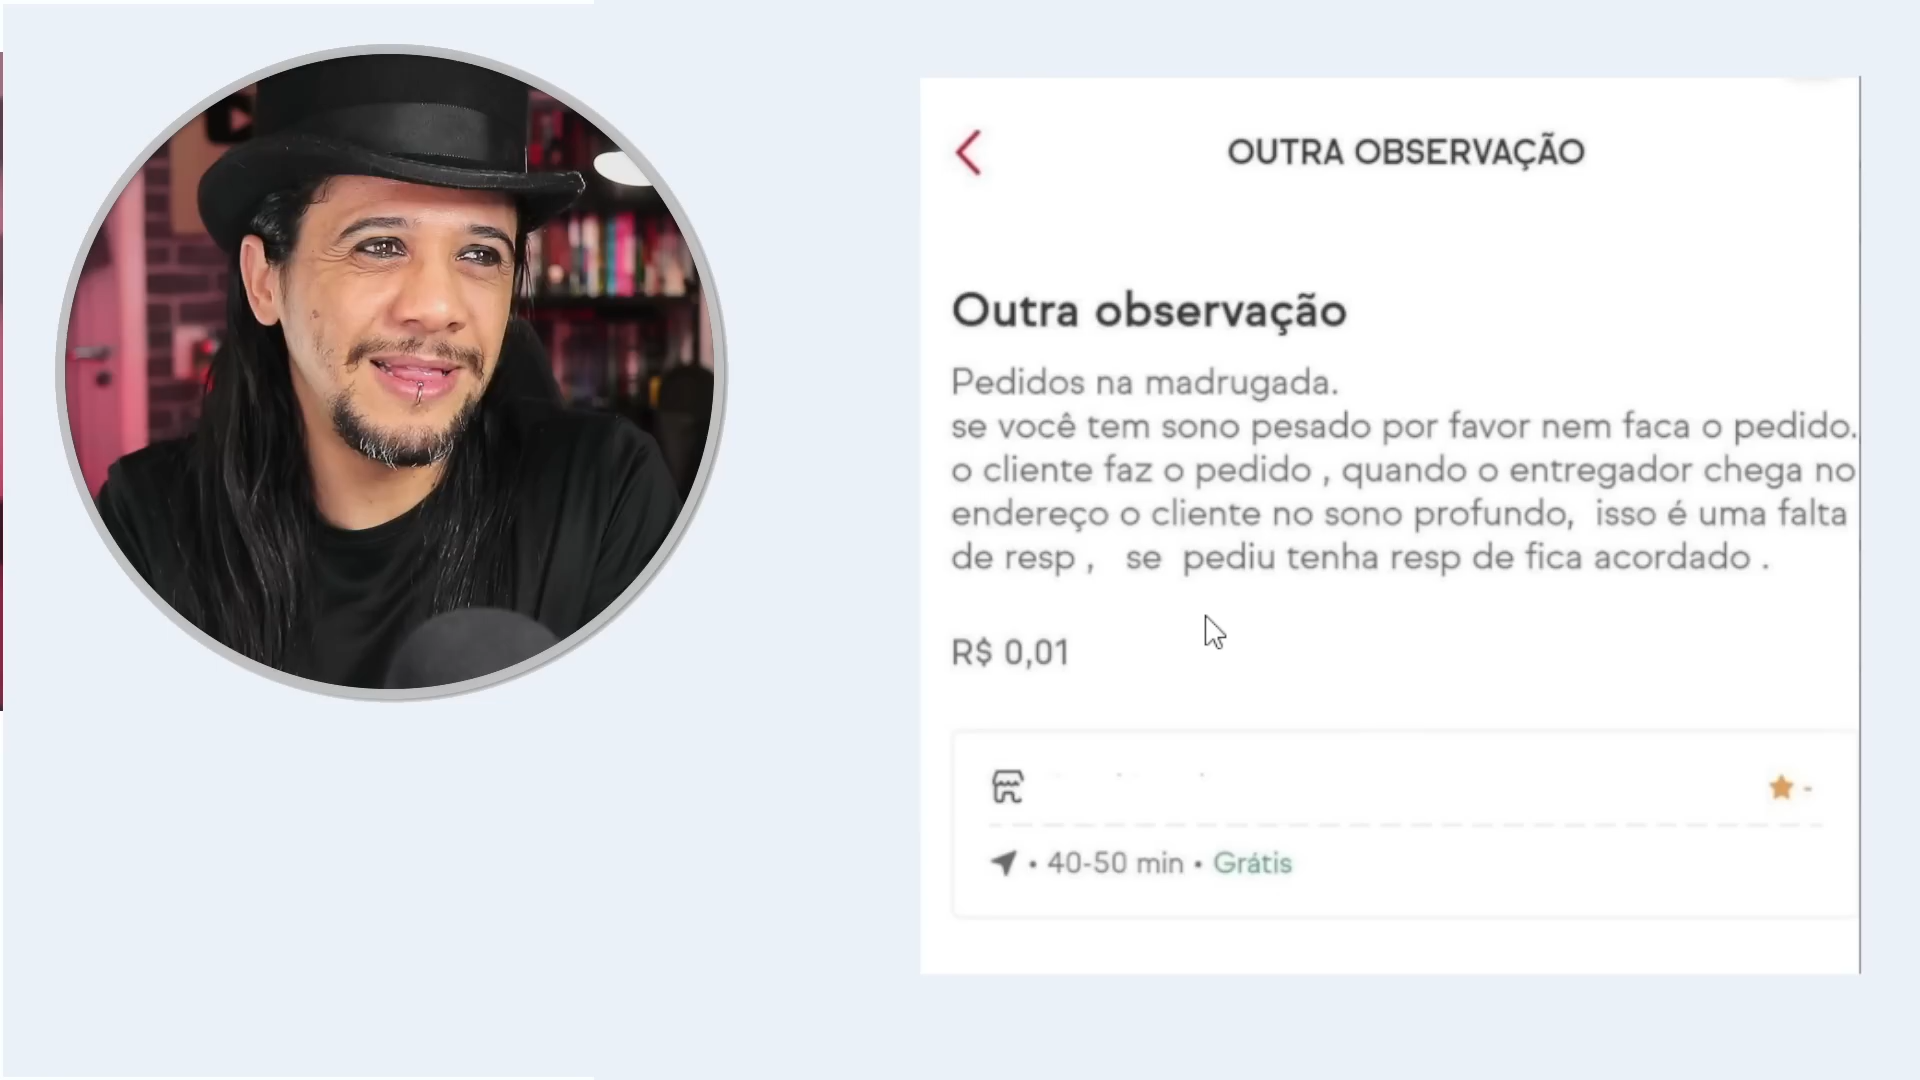 OUTRA OBSERVAÇÃO
Outra observação
Pedidos na madrugada.
se você tem sono pesado por favor nem faca o pedido.
o cliente faz o pedido , quando o entregador chega no
endereço o cliente no sono profundo, isso é uma falta
de resp , se pediu tenha resp de fica acordado .
R$ 0,01
-
• 40-50 min • Grátis